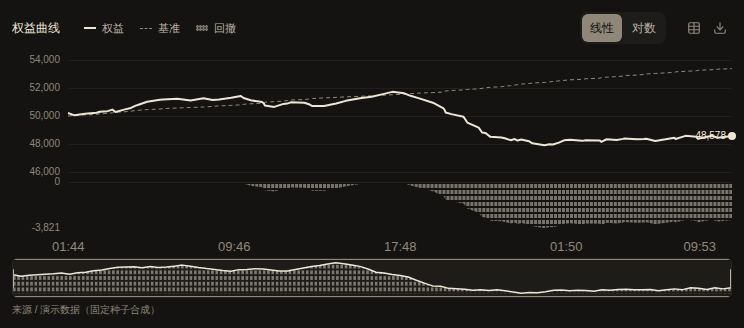 权益曲线 权益 基准 回撤 线性 对数
54,000
52,000
50,000
48,000
46,000
48,578
0
-3,821
01:44 09:46 17:48 01:50 09:53
来源 / 演示数据（固定种子合成）